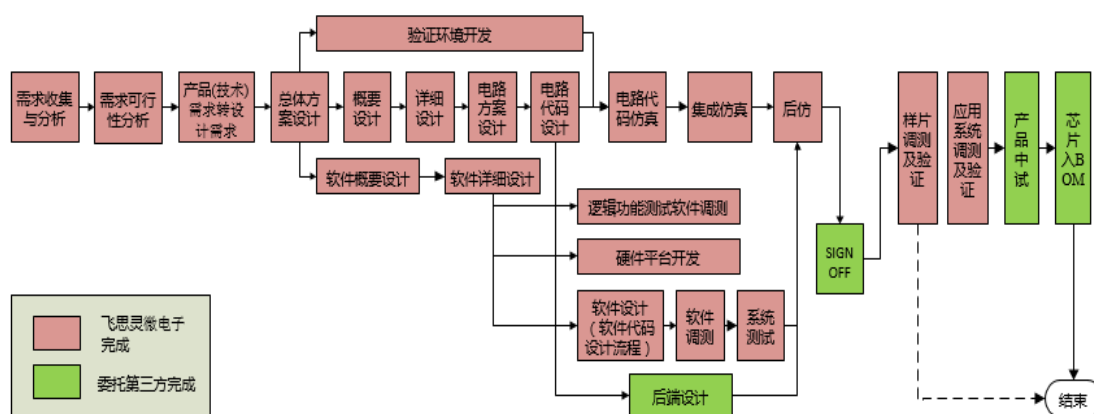 验证环境开发
需求收集
与分析
需求可行
性分析
产品(技术)
需求转设
计需求
总体方
案设计
概要
设计
详细
设计
电路
方案
设计
电路
代码
设计
电路代
码仿真
集成仿真
后仿
样片
调测
及验
证
应用
系统
调测
及验
证
产
品
中
试
芯
片
入B
OM
软件概要设计
软件详细设计
逻辑功能测试软件调测
硬件平台开发
SIGN
OFF
软件设计
（软件代码
设计流程）
软件
调测
系统
测试
后端设计
结束
飞思灵微电子
完成
委托第三方完成